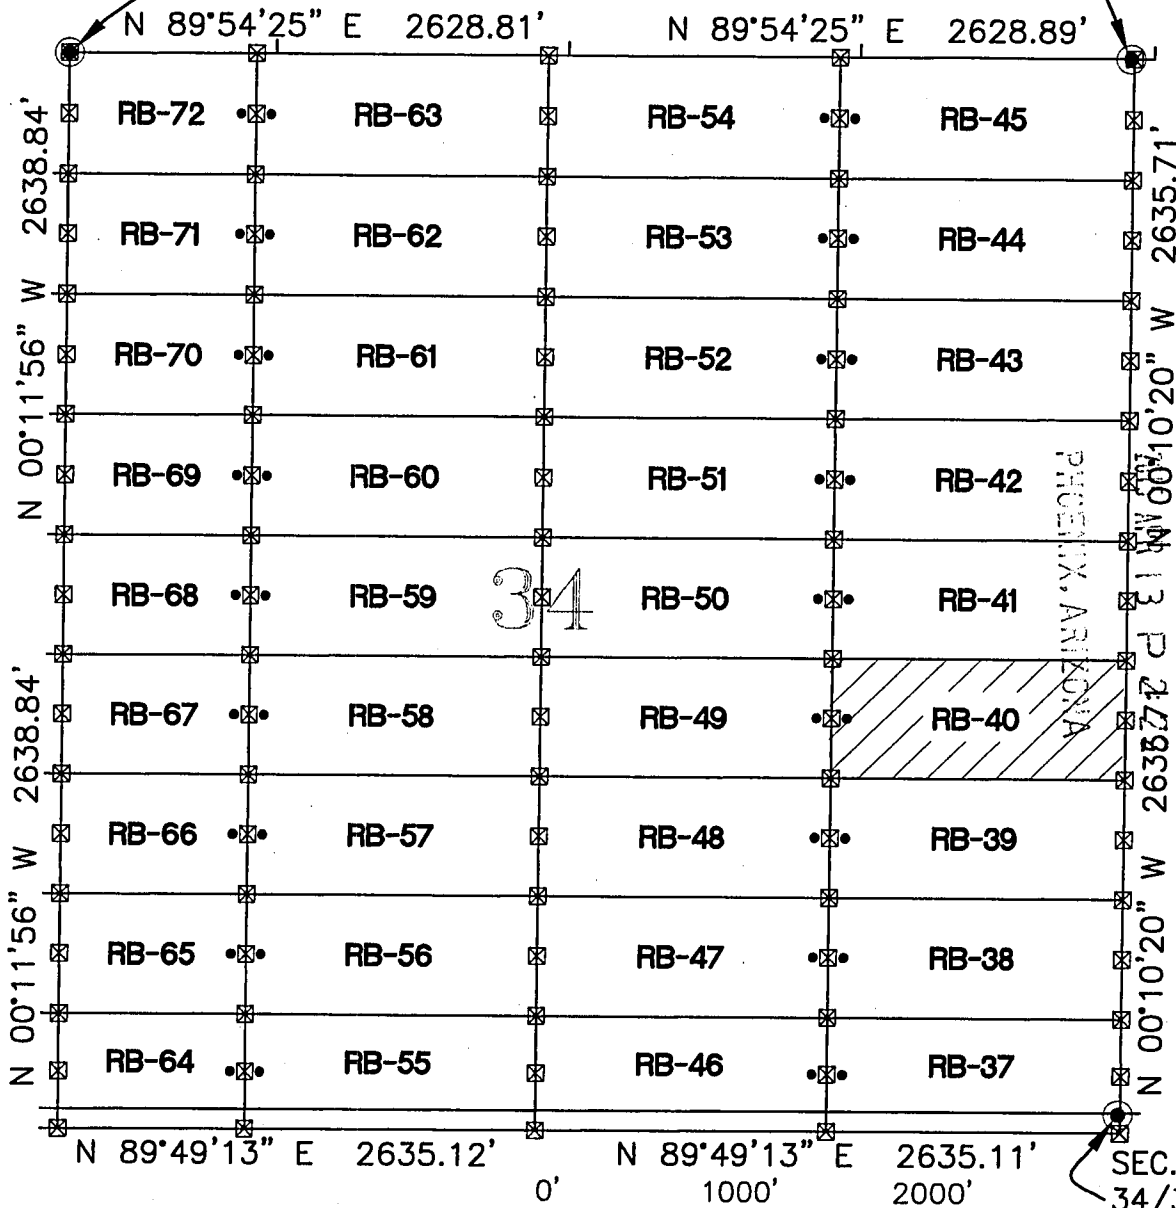 N 89°54'25" E 2628.81' N 89°54'25" E 2628.89'
RB-72 RB-63 RB-54 RB-45
RB-71 RB-62 RB-53 RB-44
RB-70 RB-61 RB-52 RB-43
RB-69 RB-60 RB-51 RB-42
RB-68 RB-59 RB-50 RB-41
34
RB-67 RB-58 RB-49 RB-40
RB-66 RB-57 RB-48 RB-39
RB-65 RB-56 RB-47 RB-38
RB-64 RB-55 RB-46 RB-37
N 00°11'56" W 2638.84'
N 00°11'56" W 2638.84'
N 00°10'20" W 2635.71'
N 00°10'20" W 2635.71'
PHOENIX, ARIZONA
N 89°49'13" E 2635.12' N 89°49'13" E 2635.11'
0' 1000' 2000'
SEC.